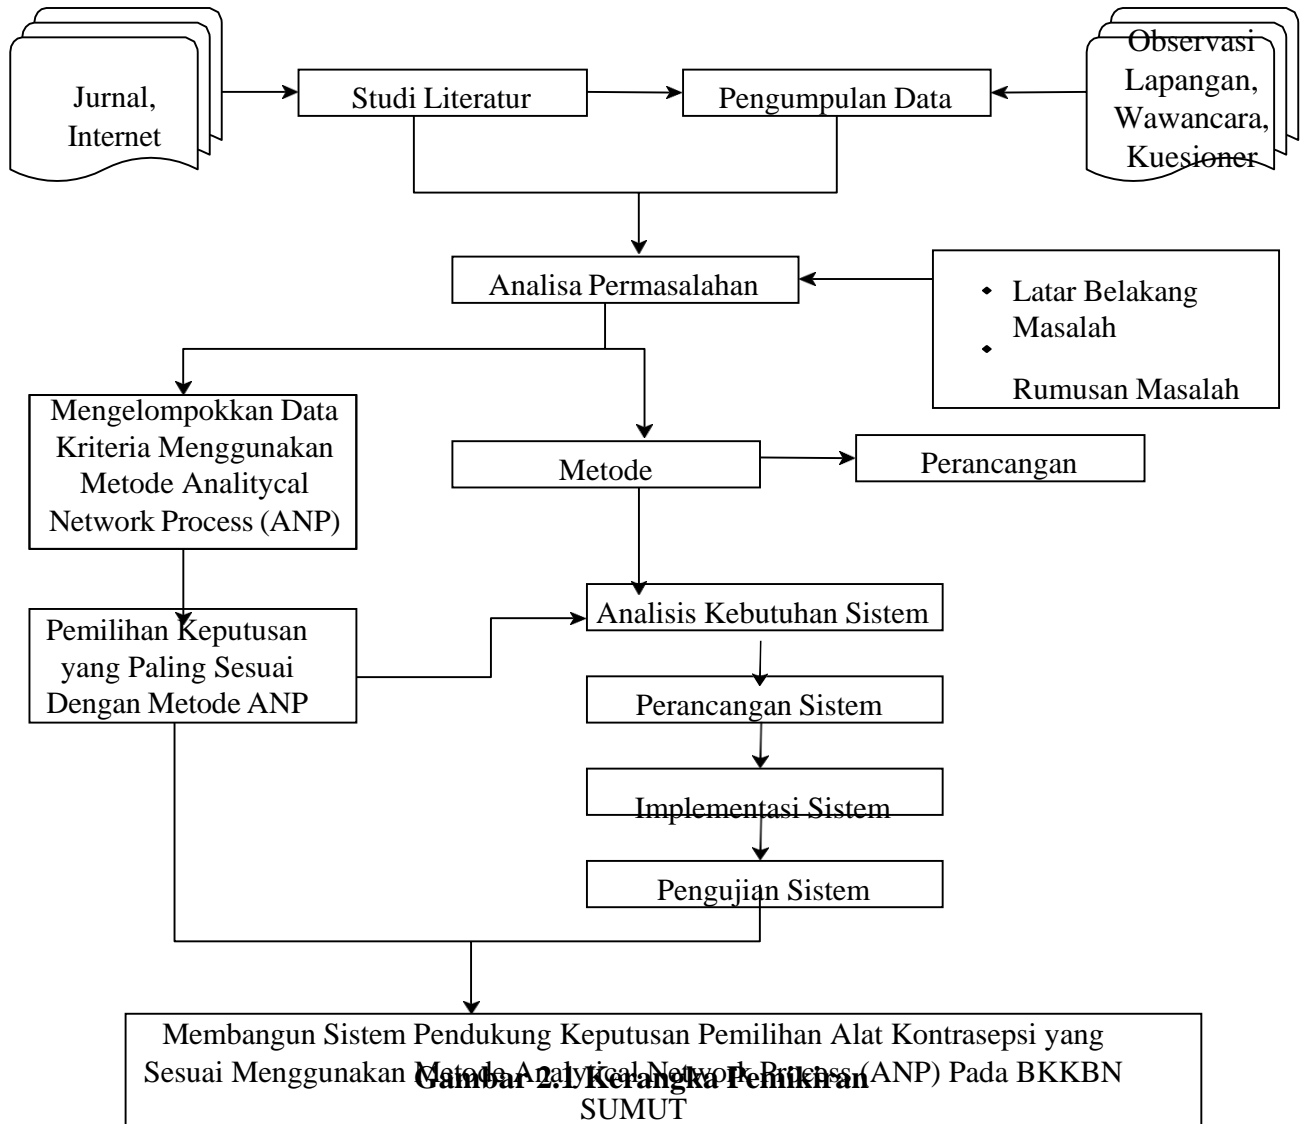 Jurnal,
Internet
Studi Literatur
Pengumpulan Data
Observasi
Lapangan,
Wawancara,
Kuesioner
Analisa Permasalahan
Latar Belakang
Masalah
Rumusan Masalah
Mengelompokkan Data
Kriteria Menggunakan
Metode Analitycal
Network Process (ANP)
Metode
Perancangan
Pemilihan Keputusan
yang Paling Sesuai
Dengan Metode ANP
Analisis Kebutuhan Sistem
Perancangan Sistem
Implementasi Sistem
Pengujian Sistem
Membangun Sistem Pendukung Keputusan Pemilihan Alat Kontrasepsi yang
Sesuai Menggunakan Metode Analytical Network Process (ANP) Pada BKKBN
SUMUT
Gambar 2.1 Kerangka Pemikiran